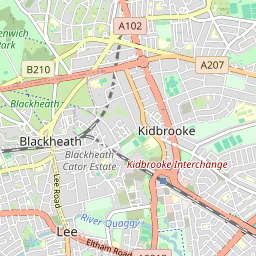 A102
Park
B210
A207
Blackheath
Kidbrooke
Blackheath
Blackheath
Cator Estate
Kidbrooke Interchange
Lee Road
River Quaggy
Lee
Eltham Road